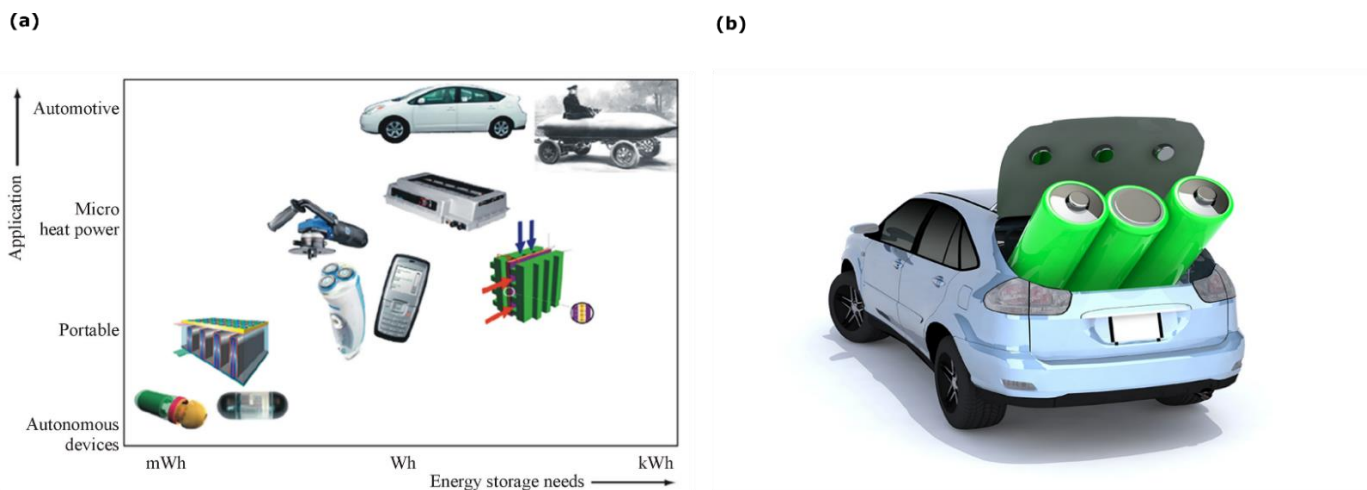 (a)
(b)
Automotive
Micro
heat power
Portable
Autonomous
devices
Application
mWh
Wh
kWh
Energy storage needs